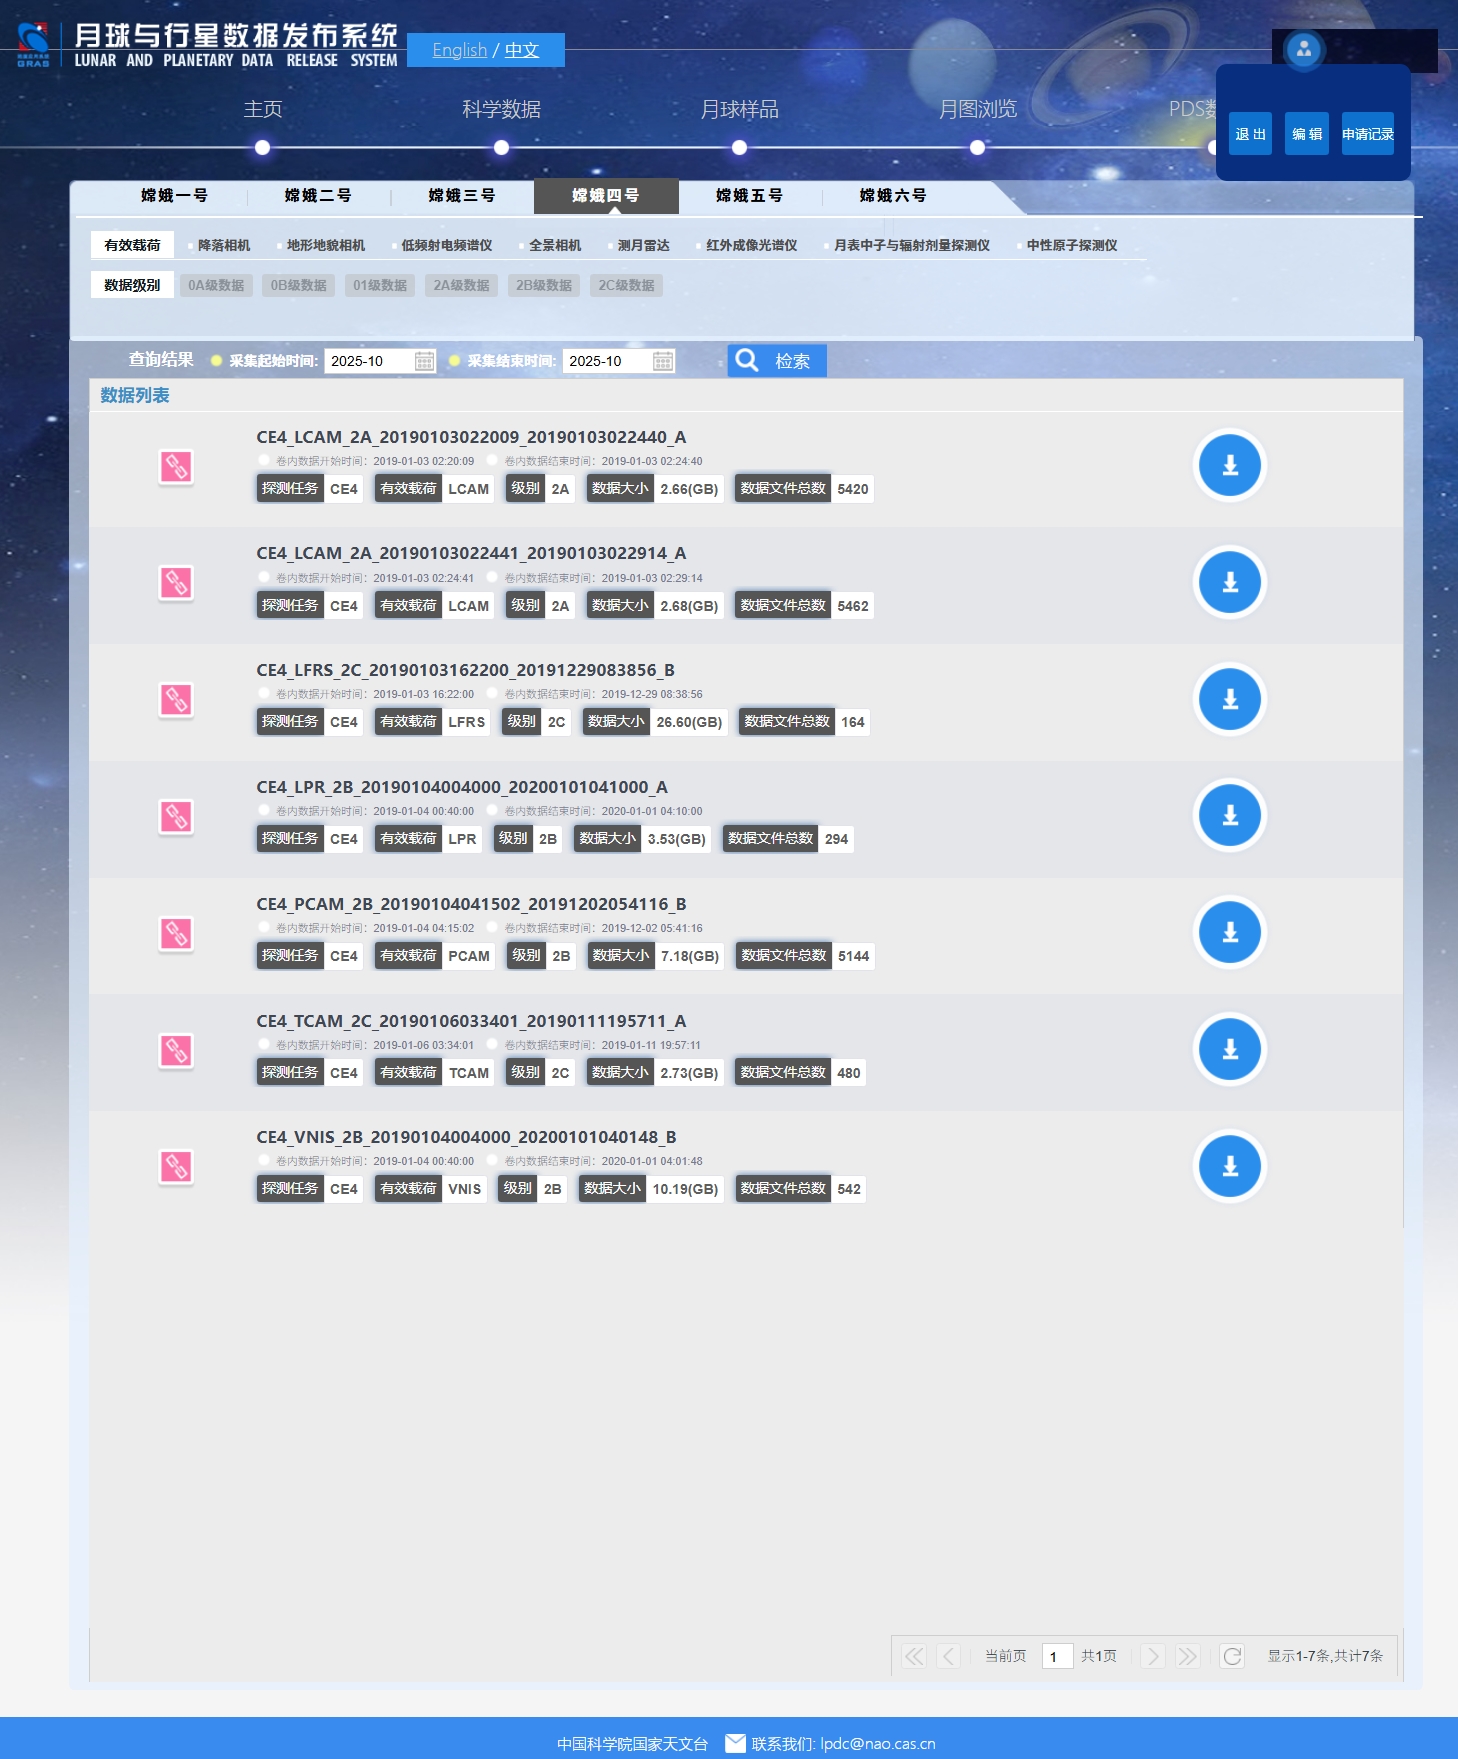 月球与行星数据发布系统
LUNAR AND PLANETARY DATA RELEASE SYSTEM
GRAS
English / 中文
主页 科学数据 月球样品 月图浏览 PDS数
退 出 编 辑 申请记录
嫦娥一号 嫦娥二号 嫦娥三号 嫦娥四号 嫦娥五号 嫦娥六号
有效载荷 降落相机 地形地貌相机 低频射电频谱仪 全景相机 测月雷达 红外成像光谱仪 月表中子与辐射剂量探测仪 中性原子探测仪
数据级别 0A级数据 0B级数据 01级数据 2A级数据 2B级数据 2C级数据
查询结果 采集起始时间: 2025-10 采集结束时间: 2025-10 检索
数据列表
CE4_LCAM_2A_20190103022009_20190103022440_A
卷内数据开始时间: 2019-01-03 02:20:09 卷内数据结束时间: 2019-01-03 02:24:40
探测任务 CE4 有效载荷 LCAM 级别 2A 数据大小 2.66(GB) 数据文件总数 5420
CE4_LCAM_2A_20190103022441_20190103022914_A
卷内数据开始时间: 2019-01-03 02:24:41 卷内数据结束时间: 2019-01-03 02:29:14
探测任务 CE4 有效载荷 LCAM 级别 2A 数据大小 2.68(GB) 数据文件总数 5462
CE4_LFRS_2C_20190103162200_20191229083856_B
卷内数据开始时间: 2019-01-03 16:22:00 卷内数据结束时间: 2019-12-29 08:38:56
探测任务 CE4 有效载荷 LFRS 级别 2C 数据大小 26.60(GB) 数据文件总数 164
CE4_LPR_2B_20190104004000_20200101041000_A
卷内数据开始时间: 2019-01-04 00:40:00 卷内数据结束时间: 2020-01-01 04:10:00
探测任务 CE4 有效载荷 LPR 级别 2B 数据大小 3.53(GB) 数据文件总数 294
CE4_PCAM_2B_20190104041502_20191202054116_B
卷内数据开始时间: 2019-01-04 04:15:02 卷内数据结束时间: 2019-12-02 05:41:16
探测任务 CE4 有效载荷 PCAM 级别 2B 数据大小 7.18(GB) 数据文件总数 5144
CE4_TCAM_2C_20190106033401_20190111195711_A
卷内数据开始时间: 2019-01-06 03:34:01 卷内数据结束时间: 2019-01-11 19:57:11
探测任务 CE4 有效载荷 TCAM 级别 2C 数据大小 2.73(GB) 数据文件总数 480
CE4_VNIS_2B_20190104004000_20200101040148_B
卷内数据开始时间: 2019-01-04 00:40:00 卷内数据结束时间: 2020-01-01 04:01:48
探测任务 CE4 有效载荷 VNIS 级别 2B 数据大小 10.19(GB) 数据文件总数 542
当前页 1 共1页 显示1-7条,共计7条
中国科学院国家天文台 联系我们: lpdc@nao.cas.cn